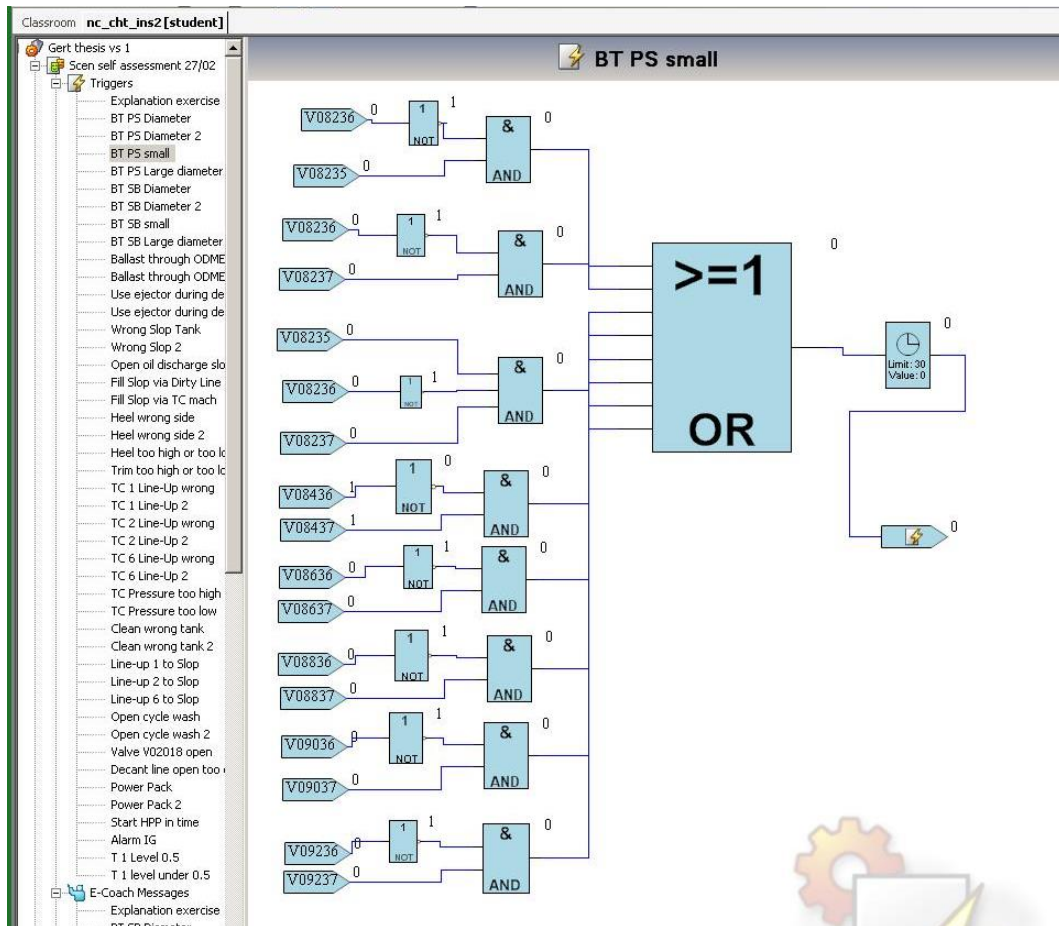 Classroom nc_cht_ins2[student]
Gert thesis vs 1
Scen self assessment 27/02
Triggers
Explanation exercise
BT PS Diameter
BT PS Diameter 2
BT PS small
BT PS Large diameter
BT SB Diameter
BT SB Diameter 2
BT SB small
BT SB Large diameter
Ballast through ODME
Ballast through ODME
Use ejector during de
Use ejector during de
Wrong Slop Tank
Wrong Slop 2
Open oil discharge slo
Fill Slop via Dirty Line
Fill Slop via TC mach
Heel wrong side
Heel wrong side 2
Heel too high or too lo
Trim too high or too lo
TC 1 Line-Up wrong
TC 1 Line-Up 2
TC 2 Line-Up wrong
TC 2 Line-Up 2
TC 6 Line-Up wrong
TC 6 Line-Up 2
TC Pressure too high
TC Pressure too low
Clean wrong tank
Clean wrong tank 2
Line-up 1 to Slop
Line-up 2 to Slop
Line-up 6 to Slop
Open cycle wash
Open cycle wash 2
Valve V02018 open
Decant line open too
Power Pack
Power Pack 2
Start HPP in time
Alarm IG
T 1 Level 0.5
T 1 level under 0.5
E-Coach Messages
Explanation exercise
BT SB Diameter
BT PS small
V08236 0 1 NOT 1 & AND 0
V08235 0
V08236 0 1 NOT 1 & AND 0
V08237 0
V08235 0
V08236 0 1 NOT 1 & AND 0
V08237 0
V08436 1 1 NOT 0 & AND 0
V08437 1
V08636 0 1 NOT 1 & AND 0
V08637 0
V08836 0 1 NOT 1 & AND 0
V08837 0
V09036 0 1 NOT 1 & AND 0
V09037 0
V09236 0 1 NOT 1 & AND 0
V09237 0
>=1
OR
0
0
Limit: 30
Value: 0
0